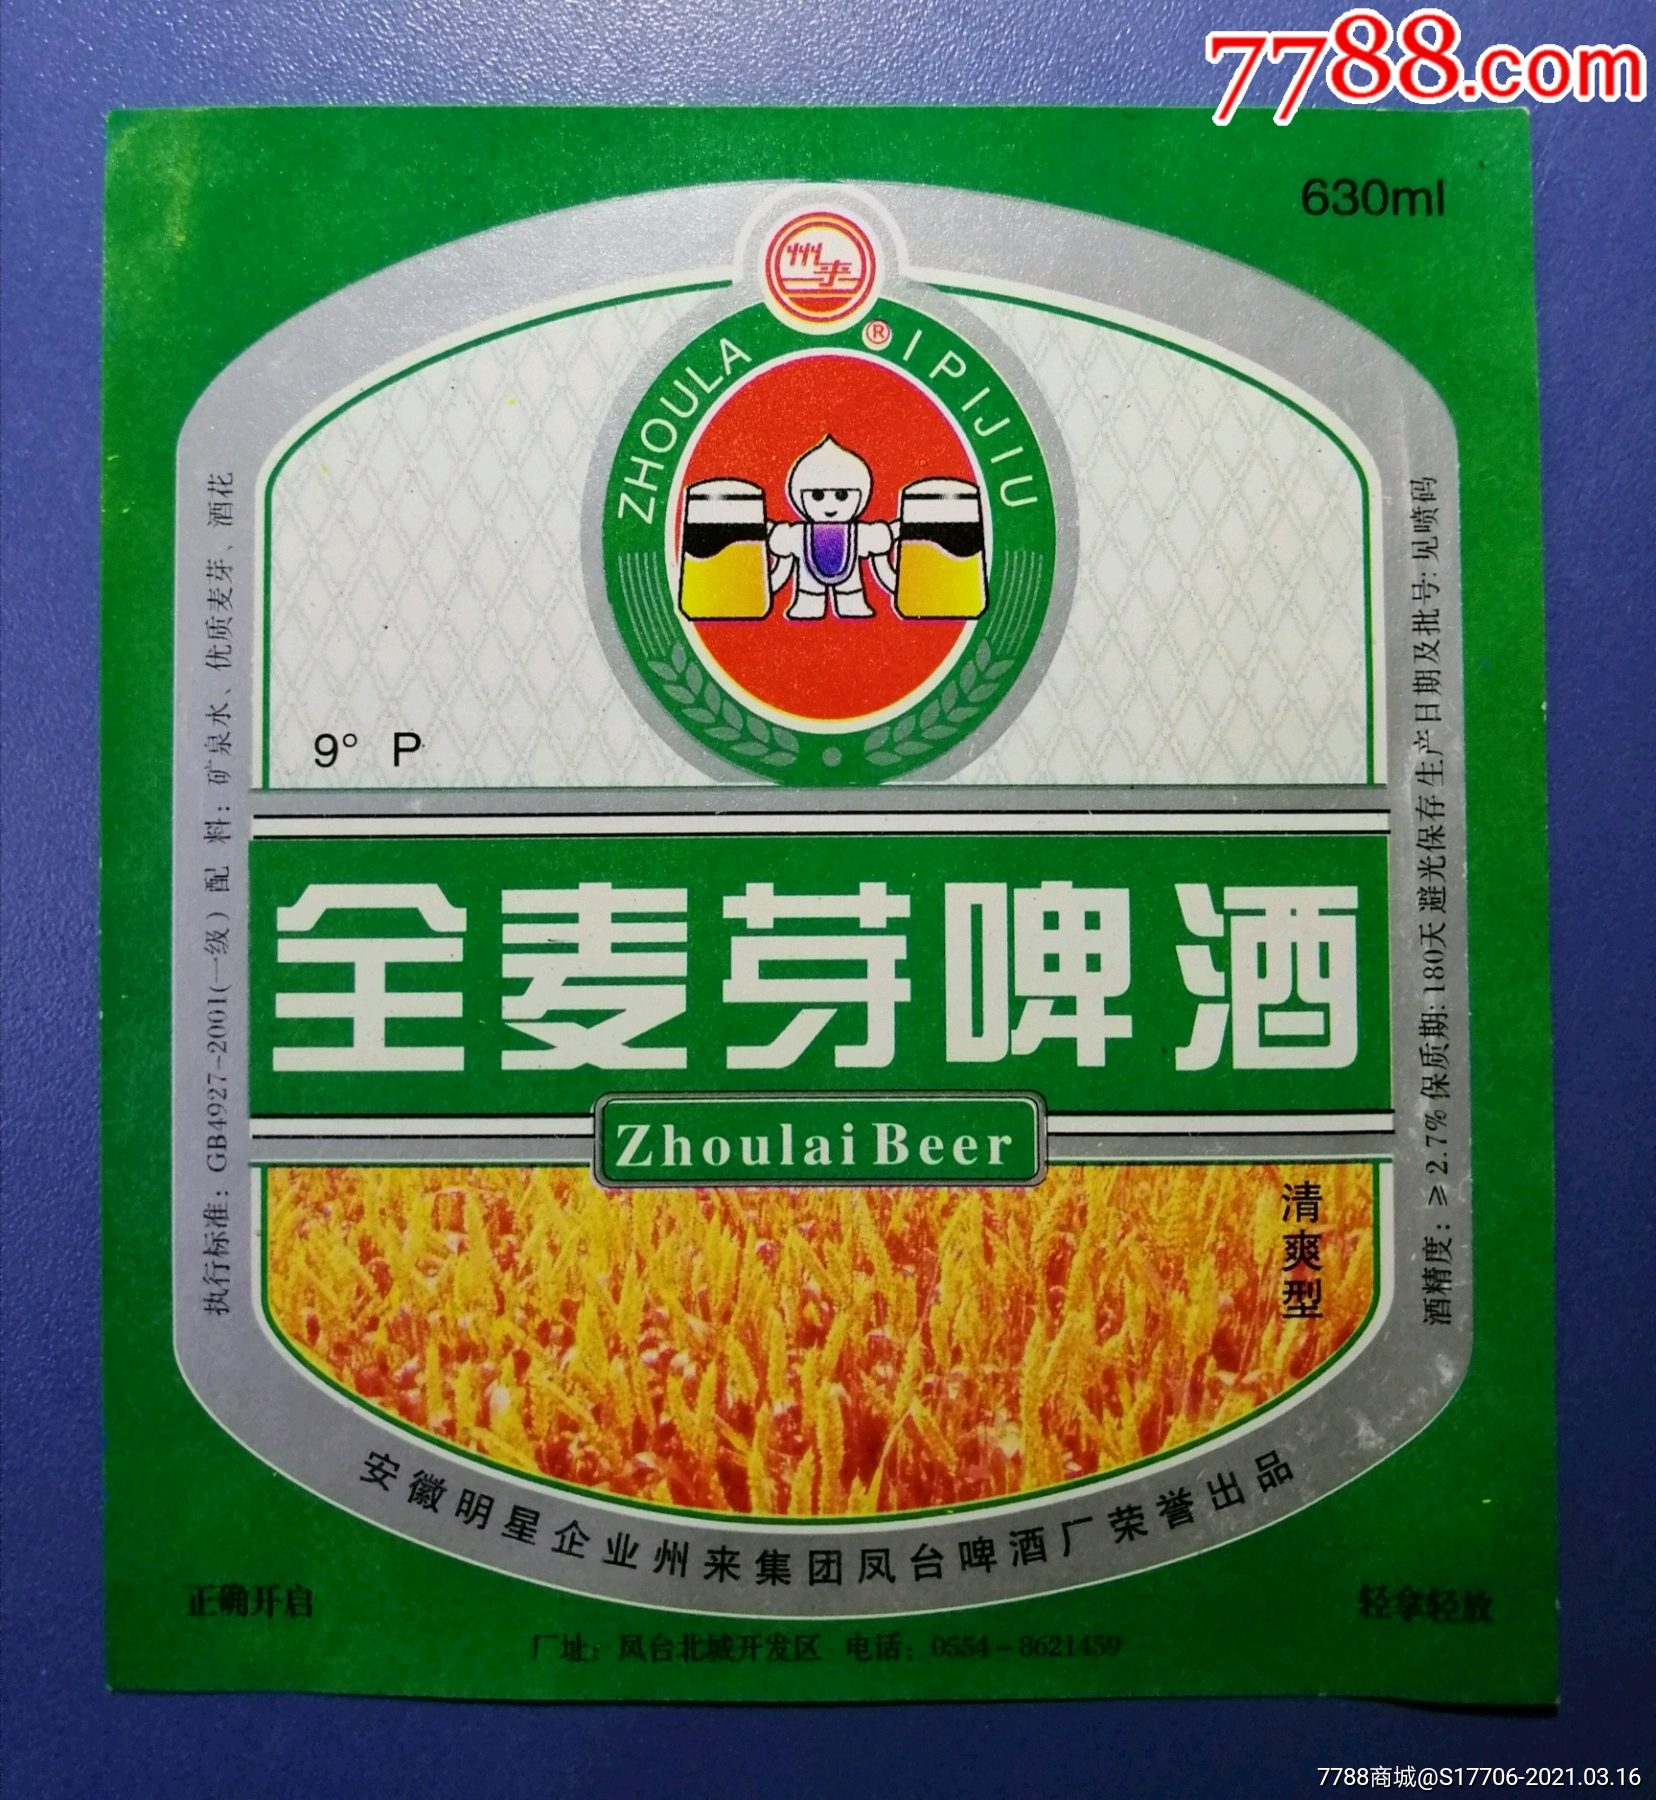 7788.com
630ml
州来
®
ZHOULAIPIJIU
9° P
全麦芽啤酒
Zhoulai Beer
清爽型
执行标准：GB4927-2001(一级）配 料：矿泉水、优质麦芽、酒花
酒精度：≥2.7% 保质期:180天 避光保存 生产日期及批号:见喷码
安徽明星企业州来集团凤台啤酒厂荣誉出品
正确开启
轻拿轻放
厂址：凤台北城开发区 电话：0554-8621459
7788商城@S17706-2021.03.16